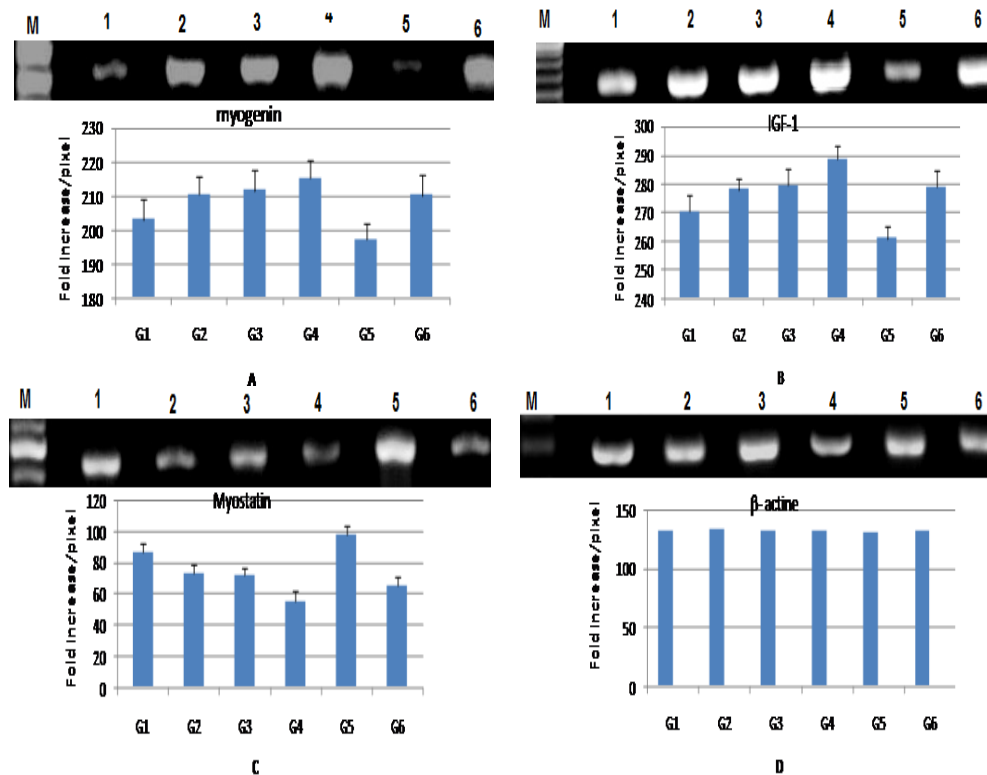 M 1 2 3 4 5 6
myogenin
Fold increase/pixel
230
220
210
200
190
180
G1 G2 G3 G4 G5 G6
A
M 1 2 3 4 5 6
IGF-1
Fold increase/pixel
300
290
280
270
260
250
240
G1 G2 G3 G4 G5 G6
B
M 1 2 3 4 5 6
Myostatin
Fold increase/pixel
120
100
80
60
40
20
0
G1 G2 G3 G4 G5 G6
C
M 1 2 3 4 5 6
β-actine
Fold increase/pixel
150
100
50
0
G1 G2 G3 G4 G5 G6
D